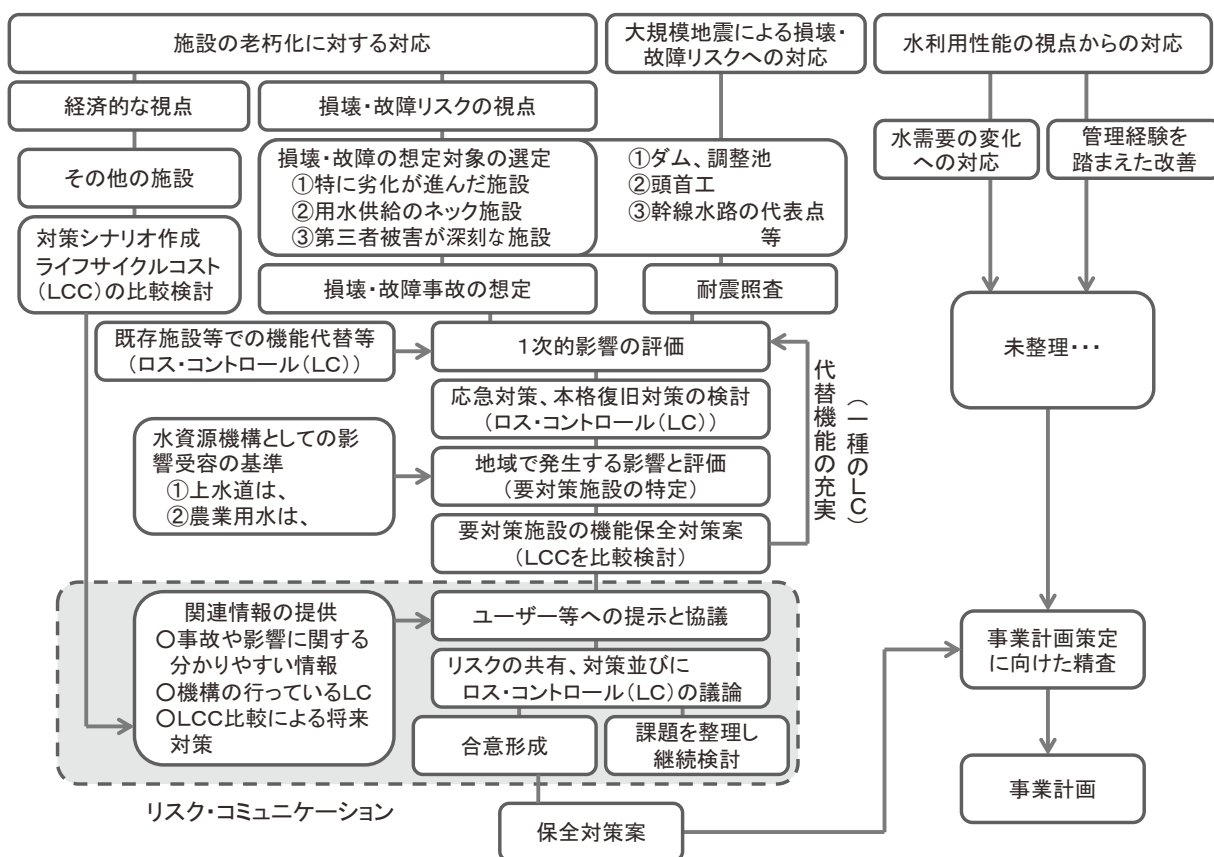 施設の老朽化に対する対応
大規模地震による損壊・
故障リスクへの対応
水利用性能の視点からの対応
経済的な視点
損壊・故障リスクの視点
水需要の変化
への対応
管理経験を
踏まえた改善
その他の施設
損壊・故障の想定対象の選定
①特に劣化が進んだ施設
②用水供給のネック施設
③第三者被害が深刻な施設
①ダム、調整池
②頭首工
③幹線水路の代表点
等
対策シナリオ作成
ライフサイクルコスト
(LCC)の比較検討
損壊・故障事故の想定
耐震照査
既存施設等での機能代替等
(ロス・コントロール(LC))
1次的影響の評価
未整理・・・
応急対策、本格復旧対策の検討
(ロス・コントロール(LC))
代替機能の充実
(一種のLC)
水資源機構としての影
響受容の基準
①上水道は、
②農業用水は、
地域で発生する影響と評価
(要対策施設の特定)
要対策施設の機能保全対策案
(LCCを比較検討)
関連情報の提供
○事故や影響に関する
分かりやすい情報
○機構の行っているLC
○LCC比較による将来
対策
ユーザー等への提示と協議
リスクの共有、対策並びに
ロス・コントロール(LC)の議論
合意形成
課題を整理し
継続検討
リスク・コミュニケーション
保全対策案
事業計画策定
に向けた精査
事業計画